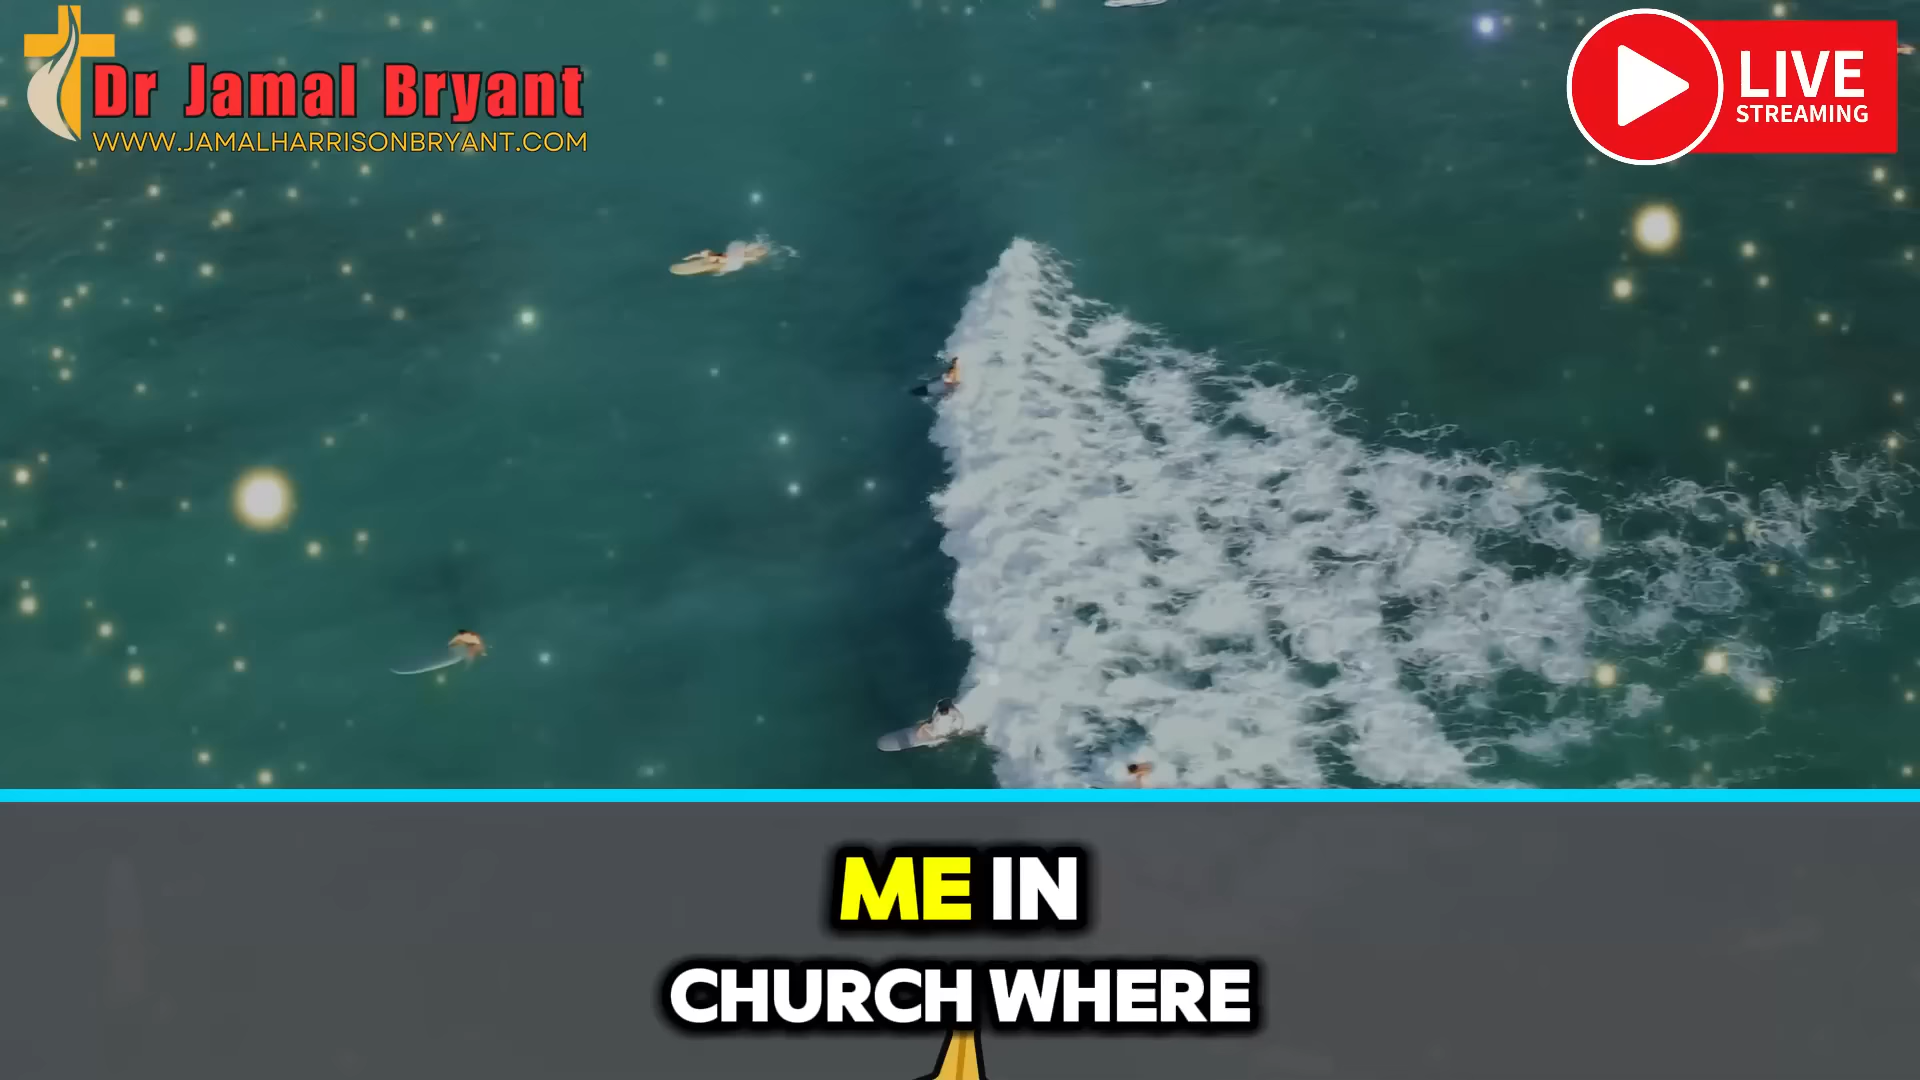 Dr Jamal Bryant
WWW.JAMALHARRISONBRYANT.COM
LIVE
STREAMING
ME IN
CHURCH WHERE